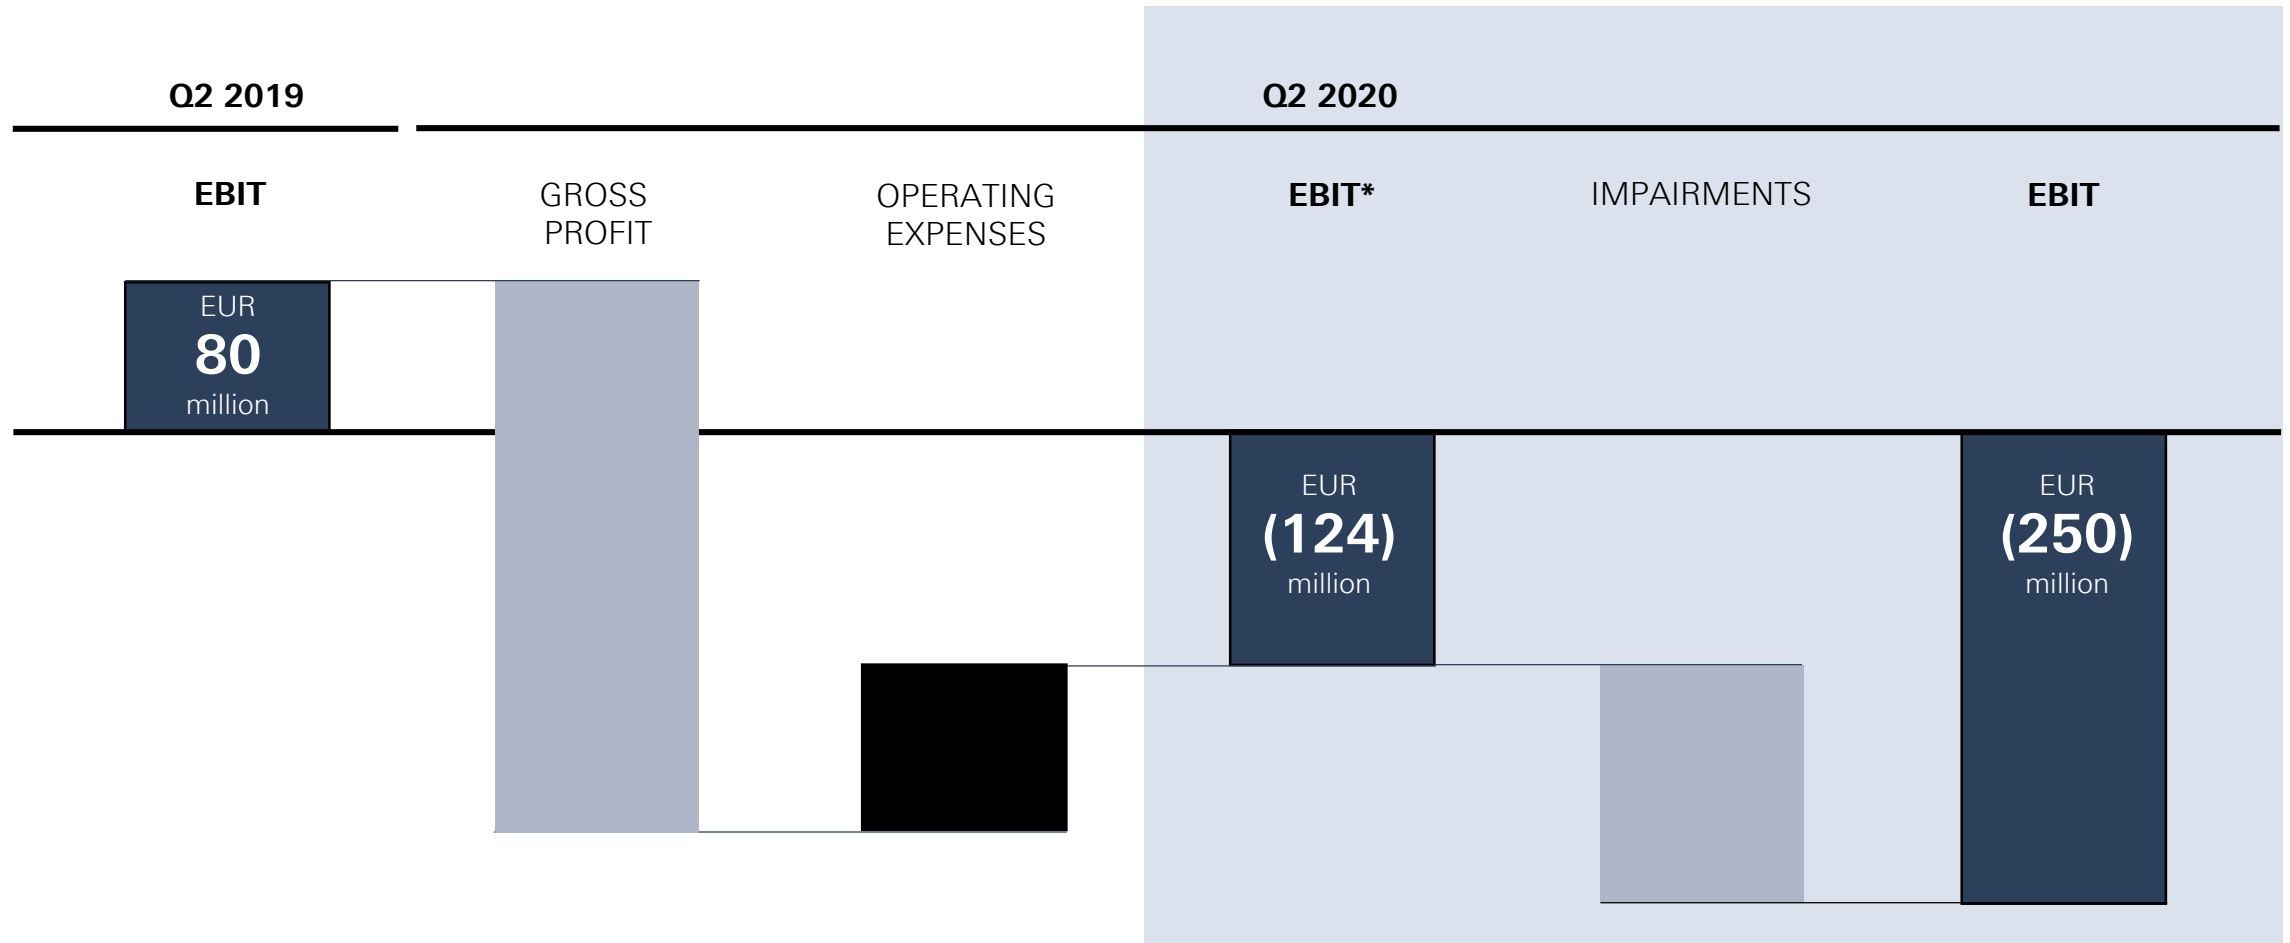 Q2 2019
Q2 2020
EBIT
GROSS
PROFIT
OPERATING
EXPENSES
EBIT*
IMPAIRMENTS
EBIT
EUR
80
million
EUR
(124)
million
EUR
(250)
million